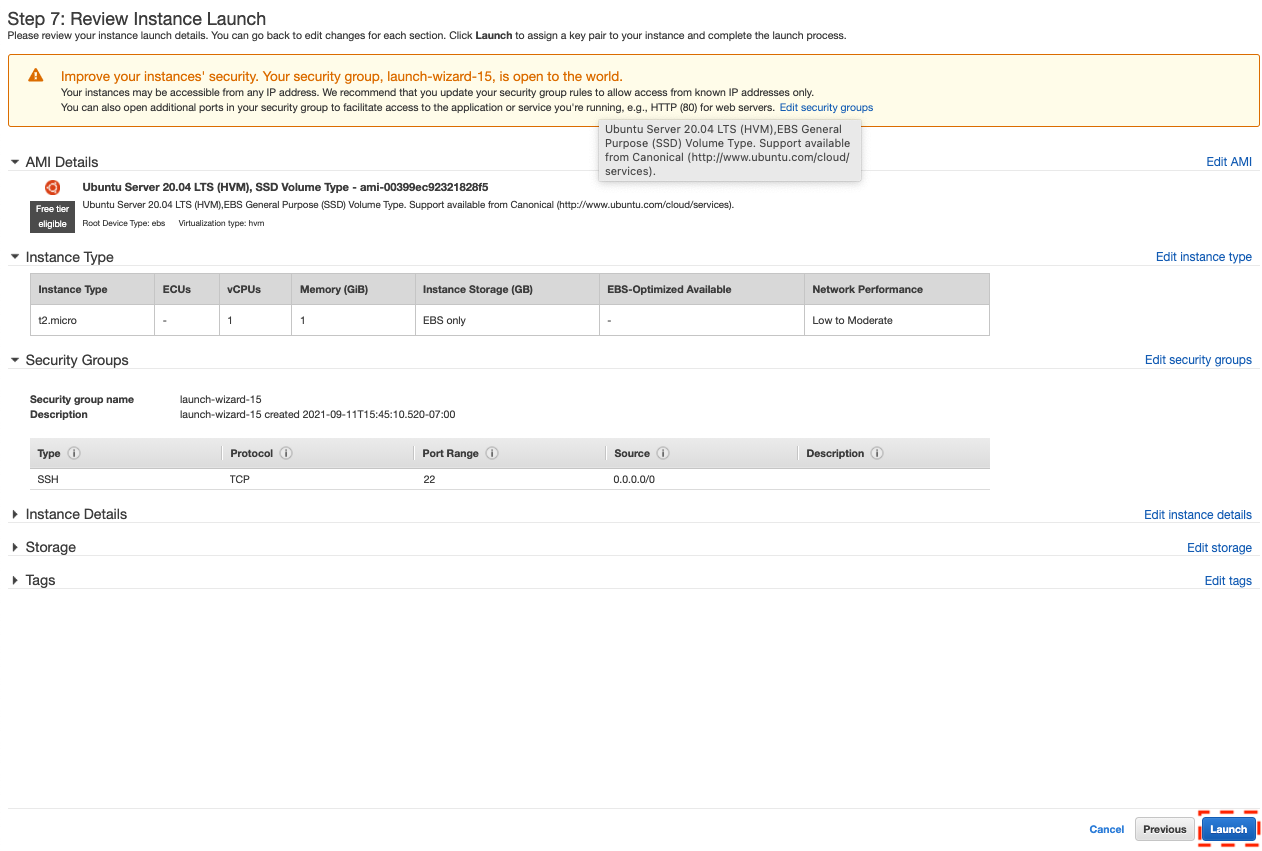 Step 7: Review Instance Launch
Please review your instance launch details. You can go back to edit changes for each section. Click Launch to assign a key pair to your instance and complete the launch process.
Improve your instances' security. Your security group, launch-wizard-15, is open to the world.
Your instances may be accessible from any IP address. We recommend that you update your security group rules to allow access from known IP addresses only.
You can also open additional ports in your security group to facilitate access to the application or service you're running, e.g., HTTP (80) for web servers. Edit security groups
Ubuntu Server 20.04 LTS (HVM),EBS General
Purpose (SSD) Volume Type. Support available
from Canonical (http://www.ubuntu.com/cloud/
services).
AMI Details Edit AMI
Ubuntu Server 20.04 LTS (HVM), SSD Volume Type - ami-00399ec92321828f5
Free tier
eligible
Ubuntu Server 20.04 LTS (HVM),EBS General Purpose (SSD) Volume Type. Support available from Canonical (http://www.ubuntu.com/cloud/services).
Root Device Type: ebs Virtualization type: hvm
Instance Type Edit instance type
Instance Type ECUs vCPUs Memory (GiB) Instance Storage (GB) EBS-Optimized Available Network Performance
t2.micro - 1 1 EBS only - Low to Moderate
Security Groups Edit security groups
Security group name launch-wizard-15
Description launch-wizard-15 created 2021-09-11T15:45:10.520-07:00
Type Protocol Port Range Source Description
SSH TCP 22 0.0.0.0/0
Instance Details Edit instance details
Storage Edit storage
Tags Edit tags
Cancel Previous Launch